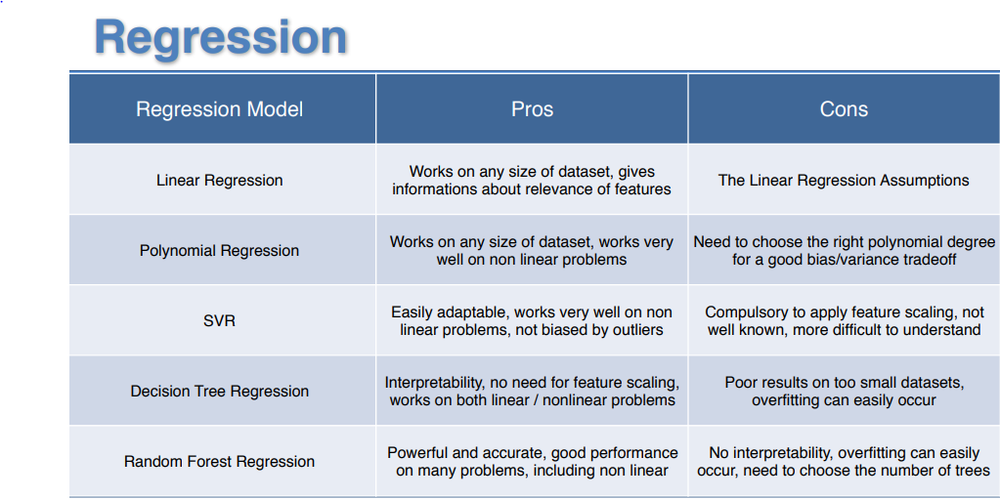 Regression
Regression Model
Pros
Cons
Linear Regression
Works on any size of dataset, gives
informations about relevance of features
The Linear Regression Assumptions
Polynomial Regression
Works on any size of dataset, works very
well on non linear problems
Need to choose the right polynomial degree
for a good bias/variance tradeoff
SVR
Easily adaptable, works very well on non
linear problems, not biased by outliers
Compulsory to apply feature scaling, not
well known, more difficult to understand
Decision Tree Regression
Interpretability, no need for feature scaling,
works on both linear / nonlinear problems
Poor results on too small datasets,
overfitting can easily occur
Random Forest Regression
Powerful and accurate, good performance
on many problems, including non linear
No interpretability, overfitting can easily
occur, need to choose the number of trees